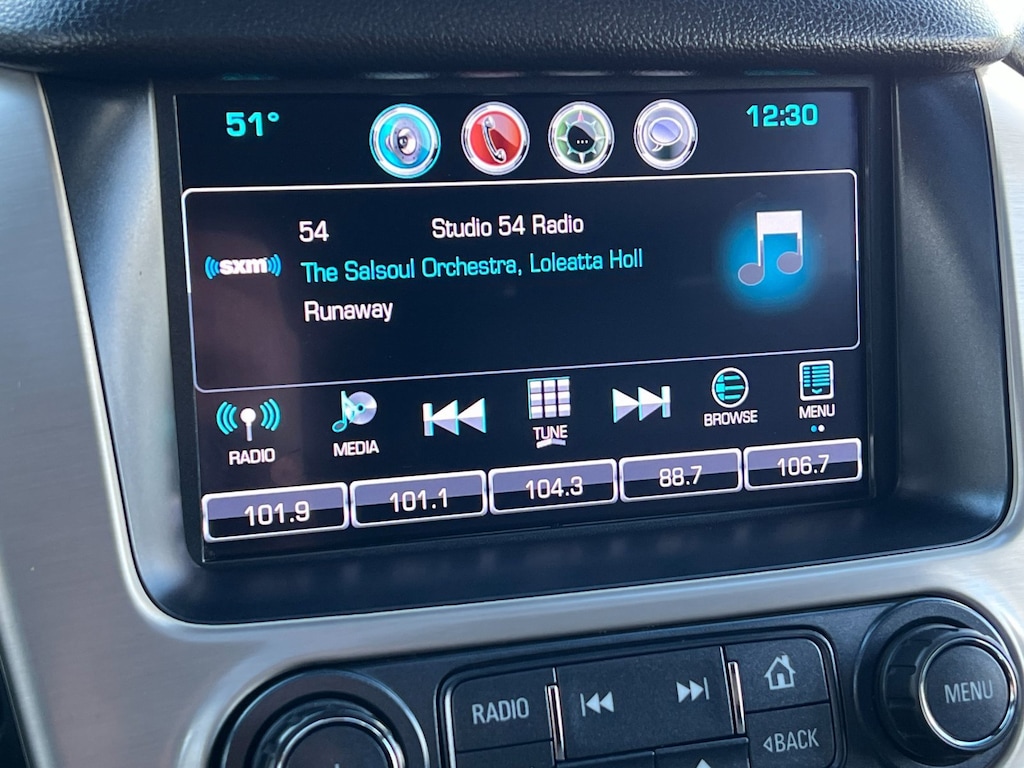 51° 12:30
54 Studio 54 Radio
sxm
The Salsoul Orchestra, Loleatta Holl
Runaway
RADIO MEDIA TUNE BROWSE MENU
101.9 101.1 104.3 88.7 106.7
RADIO
MENU
BACK